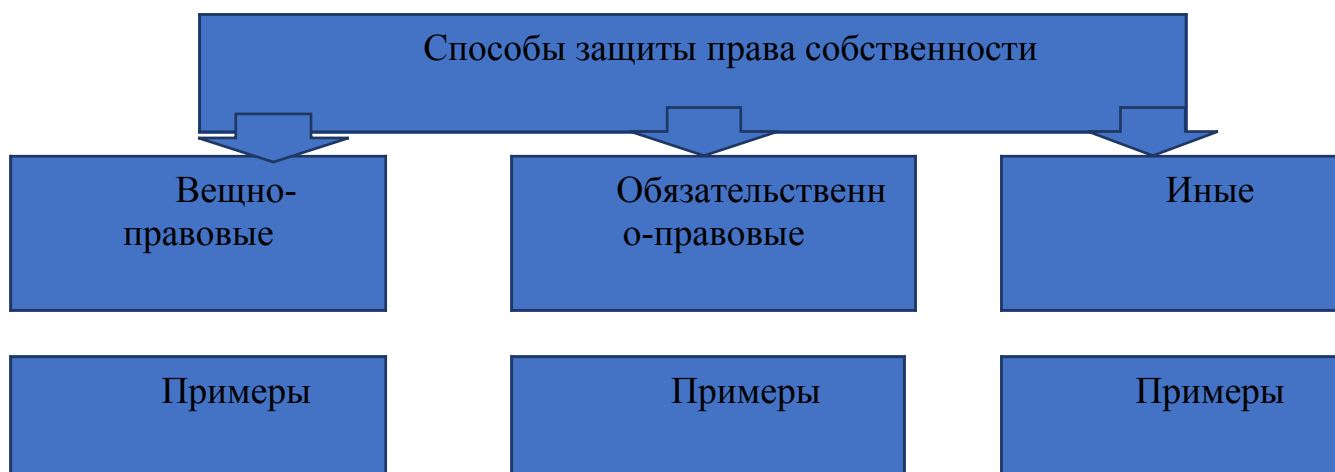 Способы защиты права собственности
Вещно-
правовые
Обязательственн
о-правовые
Иные
Примеры
Примеры
Примеры